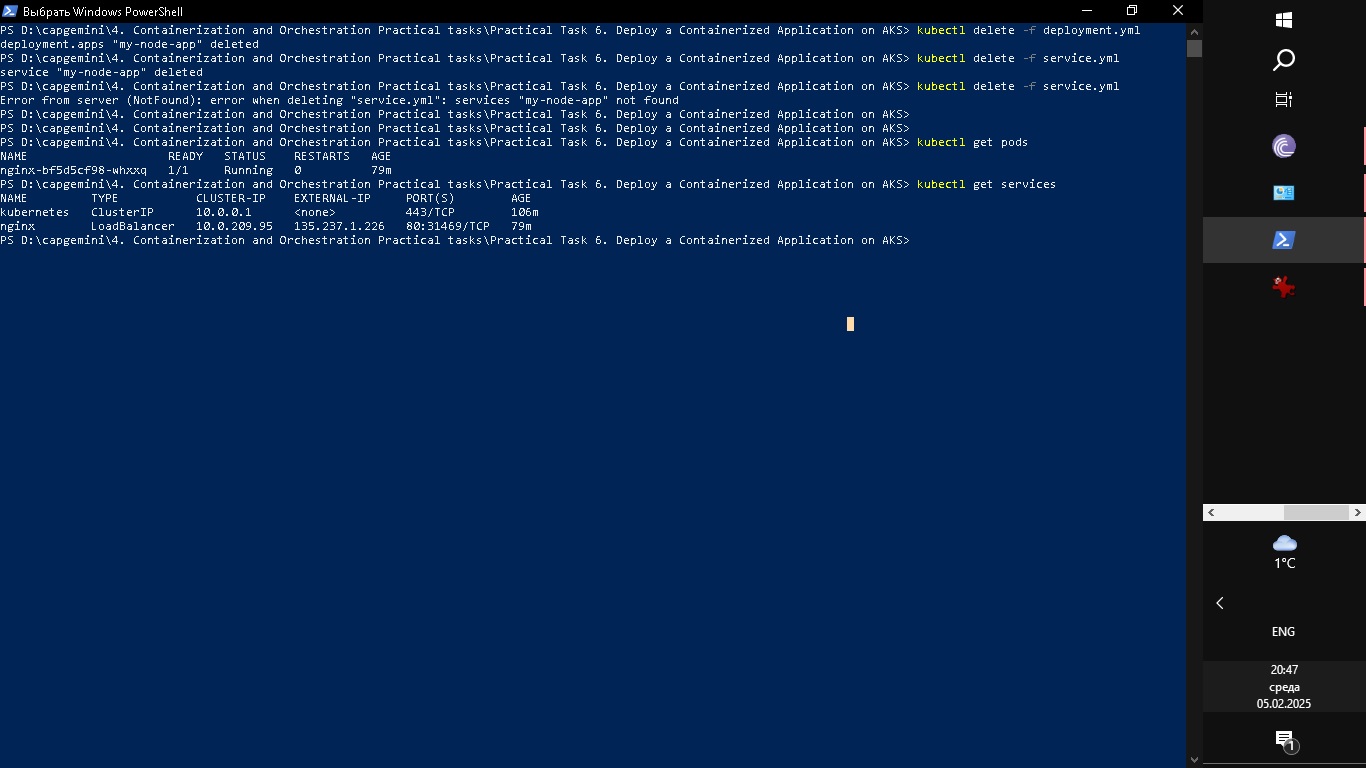 Выбрать Windows PowerShell
PS D:\capgemini\4. Containerization and Orchestration Practical tasks\Practical Task 6. Deploy a Containerized Application on AKS> kubectl delete -f deployment.yml
deployment.apps "my-node-app" deleted
PS D:\capgemini\4. Containerization and Orchestration Practical tasks\Practical Task 6. Deploy a Containerized Application on AKS> kubectl delete -f service.yml
service "my-node-app" deleted
PS D:\capgemini\4. Containerization and Orchestration Practical tasks\Practical Task 6. Deploy a Containerized Application on AKS> kubectl delete -f service.yml
Error from server (NotFound): error when deleting "service.yml": services "my-node-app" not found
PS D:\capgemini\4. Containerization and Orchestration Practical tasks\Practical Task 6. Deploy a Containerized Application on AKS>
PS D:\capgemini\4. Containerization and Orchestration Practical tasks\Practical Task 6. Deploy a Containerized Application on AKS>
PS D:\capgemini\4. Containerization and Orchestration Practical tasks\Practical Task 6. Deploy a Containerized Application on AKS> kubectl get pods
NAME READY STATUS RESTARTS AGE
nginx-bf5d5cf98-whxxq 1/1 Running 0 79m
PS D:\capgemini\4. Containerization and Orchestration Practical tasks\Practical Task 6. Deploy a Containerized Application on AKS> kubectl get services
NAME TYPE CLUSTER-IP EXTERNAL-IP PORT(S) AGE
kubernetes ClusterIP 10.0.0.1 <none> 443/TCP 106m
nginx LoadBalancer 10.0.209.95 135.237.1.226 80:31469/TCP 79m
PS D:\capgemini\4. Containerization and Orchestration Practical tasks\Practical Task 6. Deploy a Containerized Application on AKS>
1°C
ENG
20:47
среда
05.02.2025
1